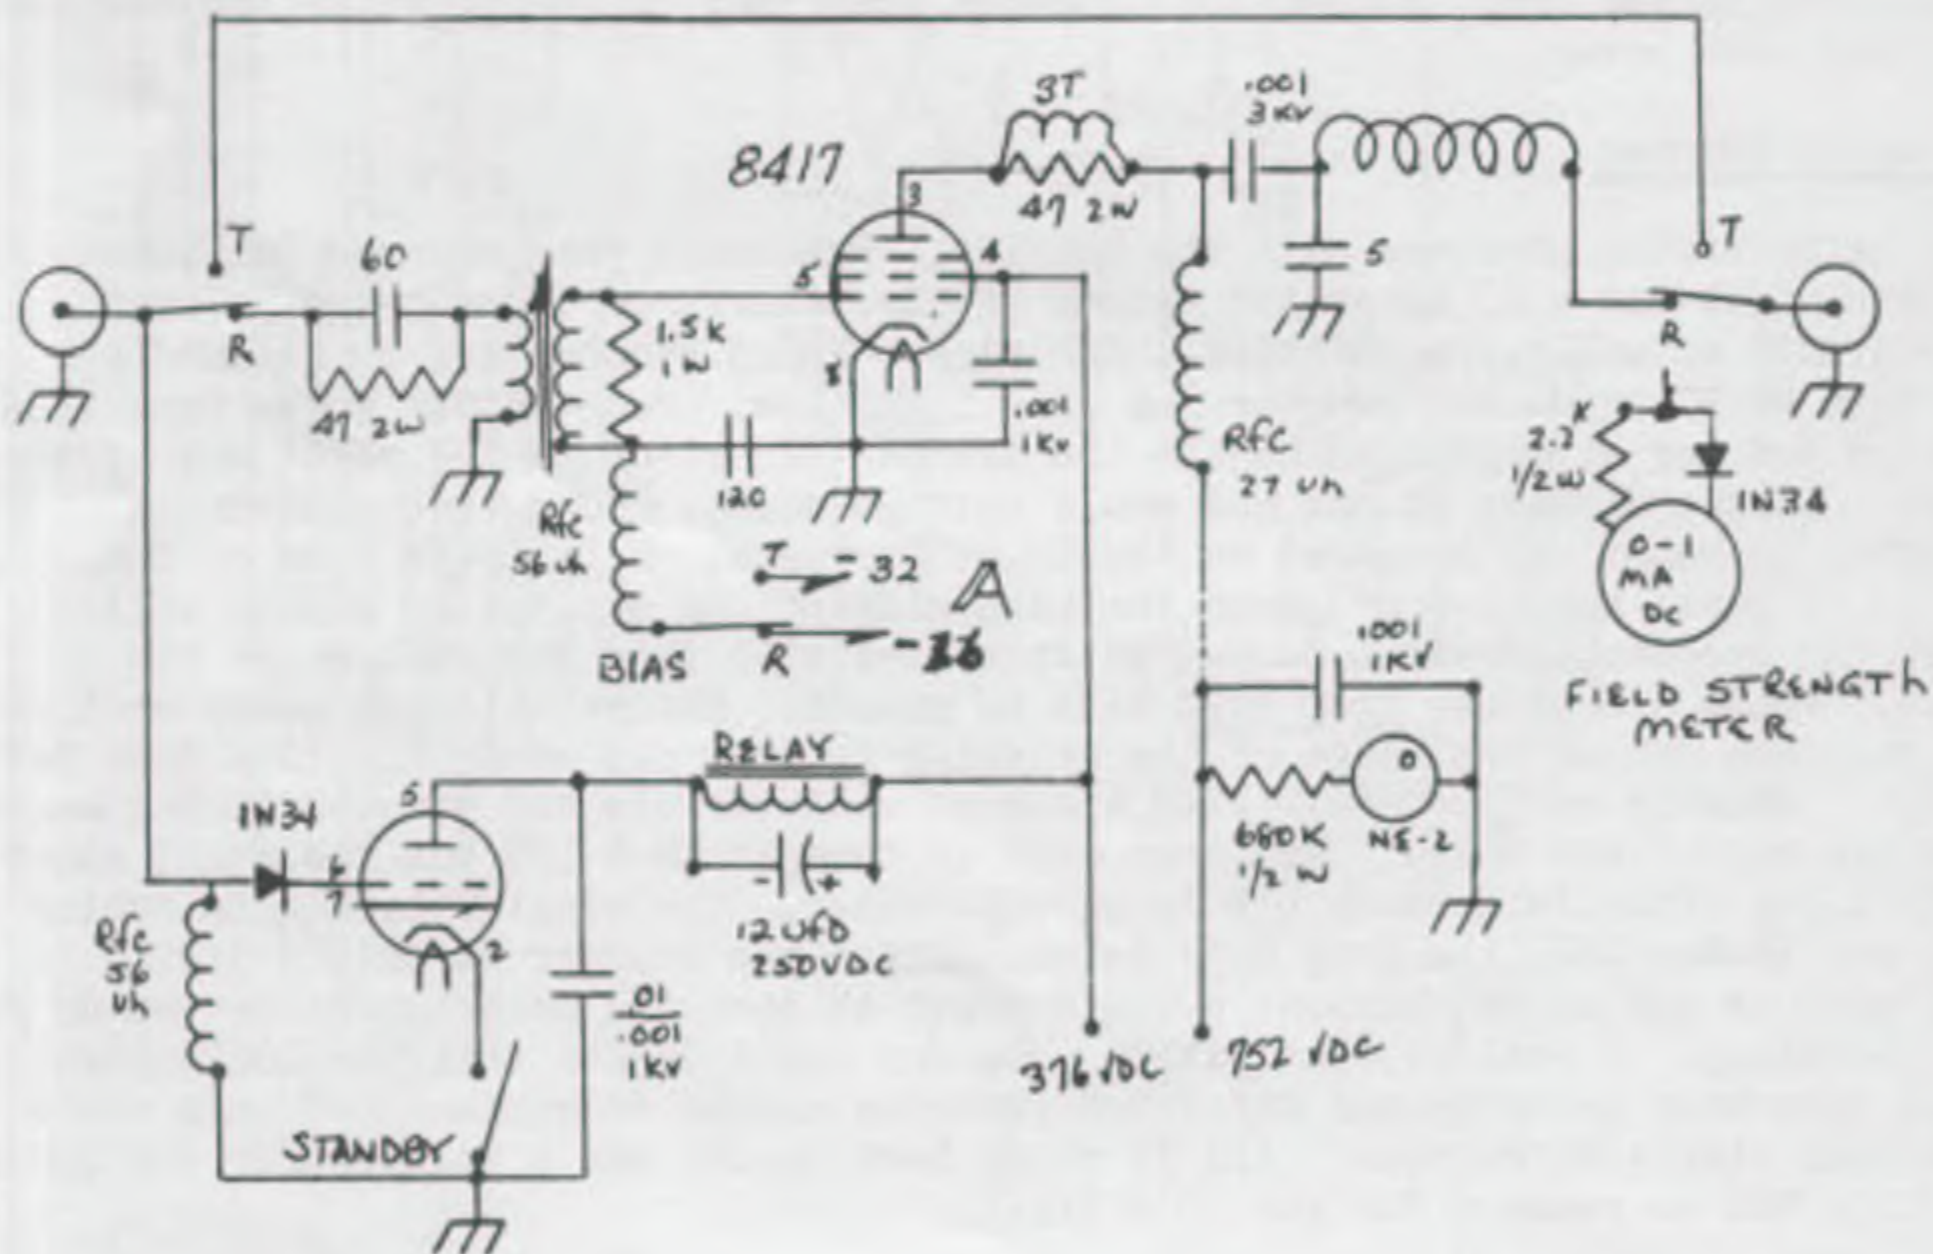 3T
.001
3KV
8417
47 2W
3
T
60
5
4
5
T
R
R
1.5K
1W
47 2W
8
.001
1KV
120
Rfc
56 uh
Rfc
27 uh
2.2K
1/2W
1N34
0-1
MA
DC
T -32
A
BIAS
R
.001
1KV
FIELD STRENGTH
METER
RELAY
5
1N34
6
7
2
12 UFD
250VDC
680K
1/2 W
NE-2
Rfc
56
uh
.01
.001
1KV
STANDBY
376 VDC
752 VDC